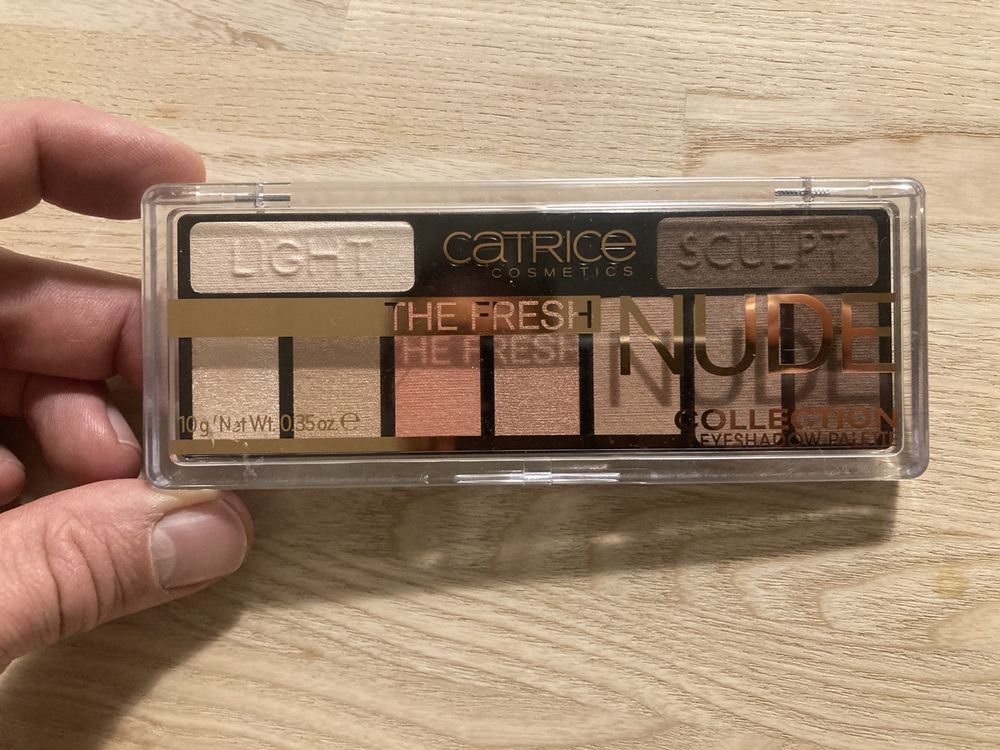 LIGHT
CATRICE
COSMETICS
SCULPT
THE FRESH
NUDE
COLLECTION
EYESHADOW PALETTE
10 g / Net Wt. 0.35 oz. ℮